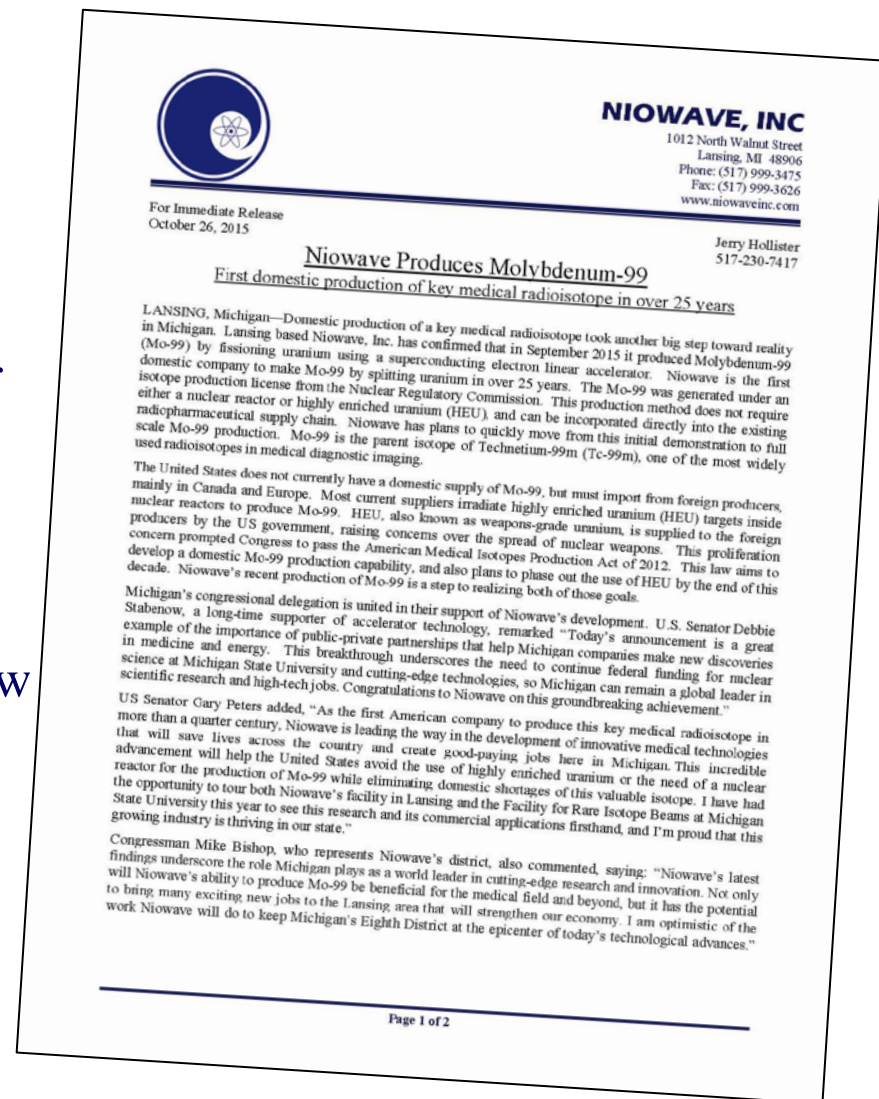 NIOWAVE, INC
1012 North Walnut Street
Lansing, MI 48906
Phone: (517) 999-3475
Fax: (517) 999-3626
www.niowaveinc.com
For Immediate Release
October 26, 2015
Jerry Hollister
517-230-7417
Niowave Produces Molybdenum-99
First domestic production of key medical radioisotope in over 25 years
LANSING, Michigan—Domestic production of a key medical radioisotope took another big step toward reality
in Michigan. Lansing based Niowave, Inc. has confirmed that in September 2015 it produced Molybdenum-99
(Mo-99) by fissioning uranium using a superconducting electron linear accelerator. Niowave is the first
domestic company to make Mo-99 by splitting uranium in over 25 years. The Mo-99 was generated under an
isotope production license from the Nuclear Regulatory Commission. This production method does not require
either a nuclear reactor or highly enriched uranium (HEU), and can be incorporated directly into the existing
radiopharmaceutical supply chain. Niowave has plans to quickly move from this initial demonstration to full
scale Mo-99 production. Mo-99 is the parent isotope of Technetium-99m (Tc-99m), one of the most widely
used radioisotopes in medical diagnostic imaging.
The United States does not currently have a domestic supply of Mo-99, but must import from foreign producers,
mainly in Canada and Europe. Most current suppliers irradiate highly enriched uranium (HEU) targets inside
nuclear reactors to produce Mo-99. HEU, also known as weapons-grade uranium, is supplied to the foreign
producers by the US government, raising concerns over the spread of nuclear weapons. This proliferation
concern prompted Congress to pass the American Medical Isotopes Production Act of 2012. This law aims to
develop a domestic Mo-99 production capability, and also plans to phase out the use of HEU by the end of this
decade. Niowave's recent production of Mo-99 is a step to realizing both of those goals.
Michigan's congressional delegation is united in their support of Niowave's development. U.S. Senator Debbie
Stabenow, a long-time supporter of accelerator technology, remarked “Today's announcement is a great
example of the importance of public-private partnerships that help Michigan companies make new discoveries
in medicine and energy. This breakthrough underscores the need to continue federal funding for nuclear
science at Michigan State University and cutting-edge technologies, so Michigan can remain a global leader in
scientific research and high-tech jobs. Congratulations to Niowave on this groundbreaking achievement.”
w
US Senator Gary Peters added, “As the first American company to produce this key medical radioisotope in
more than a quarter century, Niowave is leading the way in the development of innovative medical technologies
that will save lives across the country and create good-paying jobs here in Michigan. This incredible
advancement will help the United States avoid the use of highly enriched uranium or the need of a nuclear
reactor for the production of Mo-99 while eliminating domestic shortages of this valuable isotope. I have had
the opportunity to tour both Niowave's facility in Lansing and the Facility for Rare Isotope Beams at Michigan
State University this year to see this research and its commercial applications firsthand, and I'm proud that this
growing industry is thriving in our state.”
Congressman Mike Bishop, who represents Niowave's district, also commented, saying: “Niowave's latest
findings underscore the role Michigan plays as a world leader in cutting-edge research and innovation. Not only
will Niowave's ability to produce Mo-99 be beneficial for the medical field and beyond, but it has the potential
to bring many exciting new jobs to the Lansing area that will strengthen our economy. I am optimistic of the
work Niowave will do to keep Michigan's Eighth District at the epicenter of today's technological advances.”
Page 1 of 2